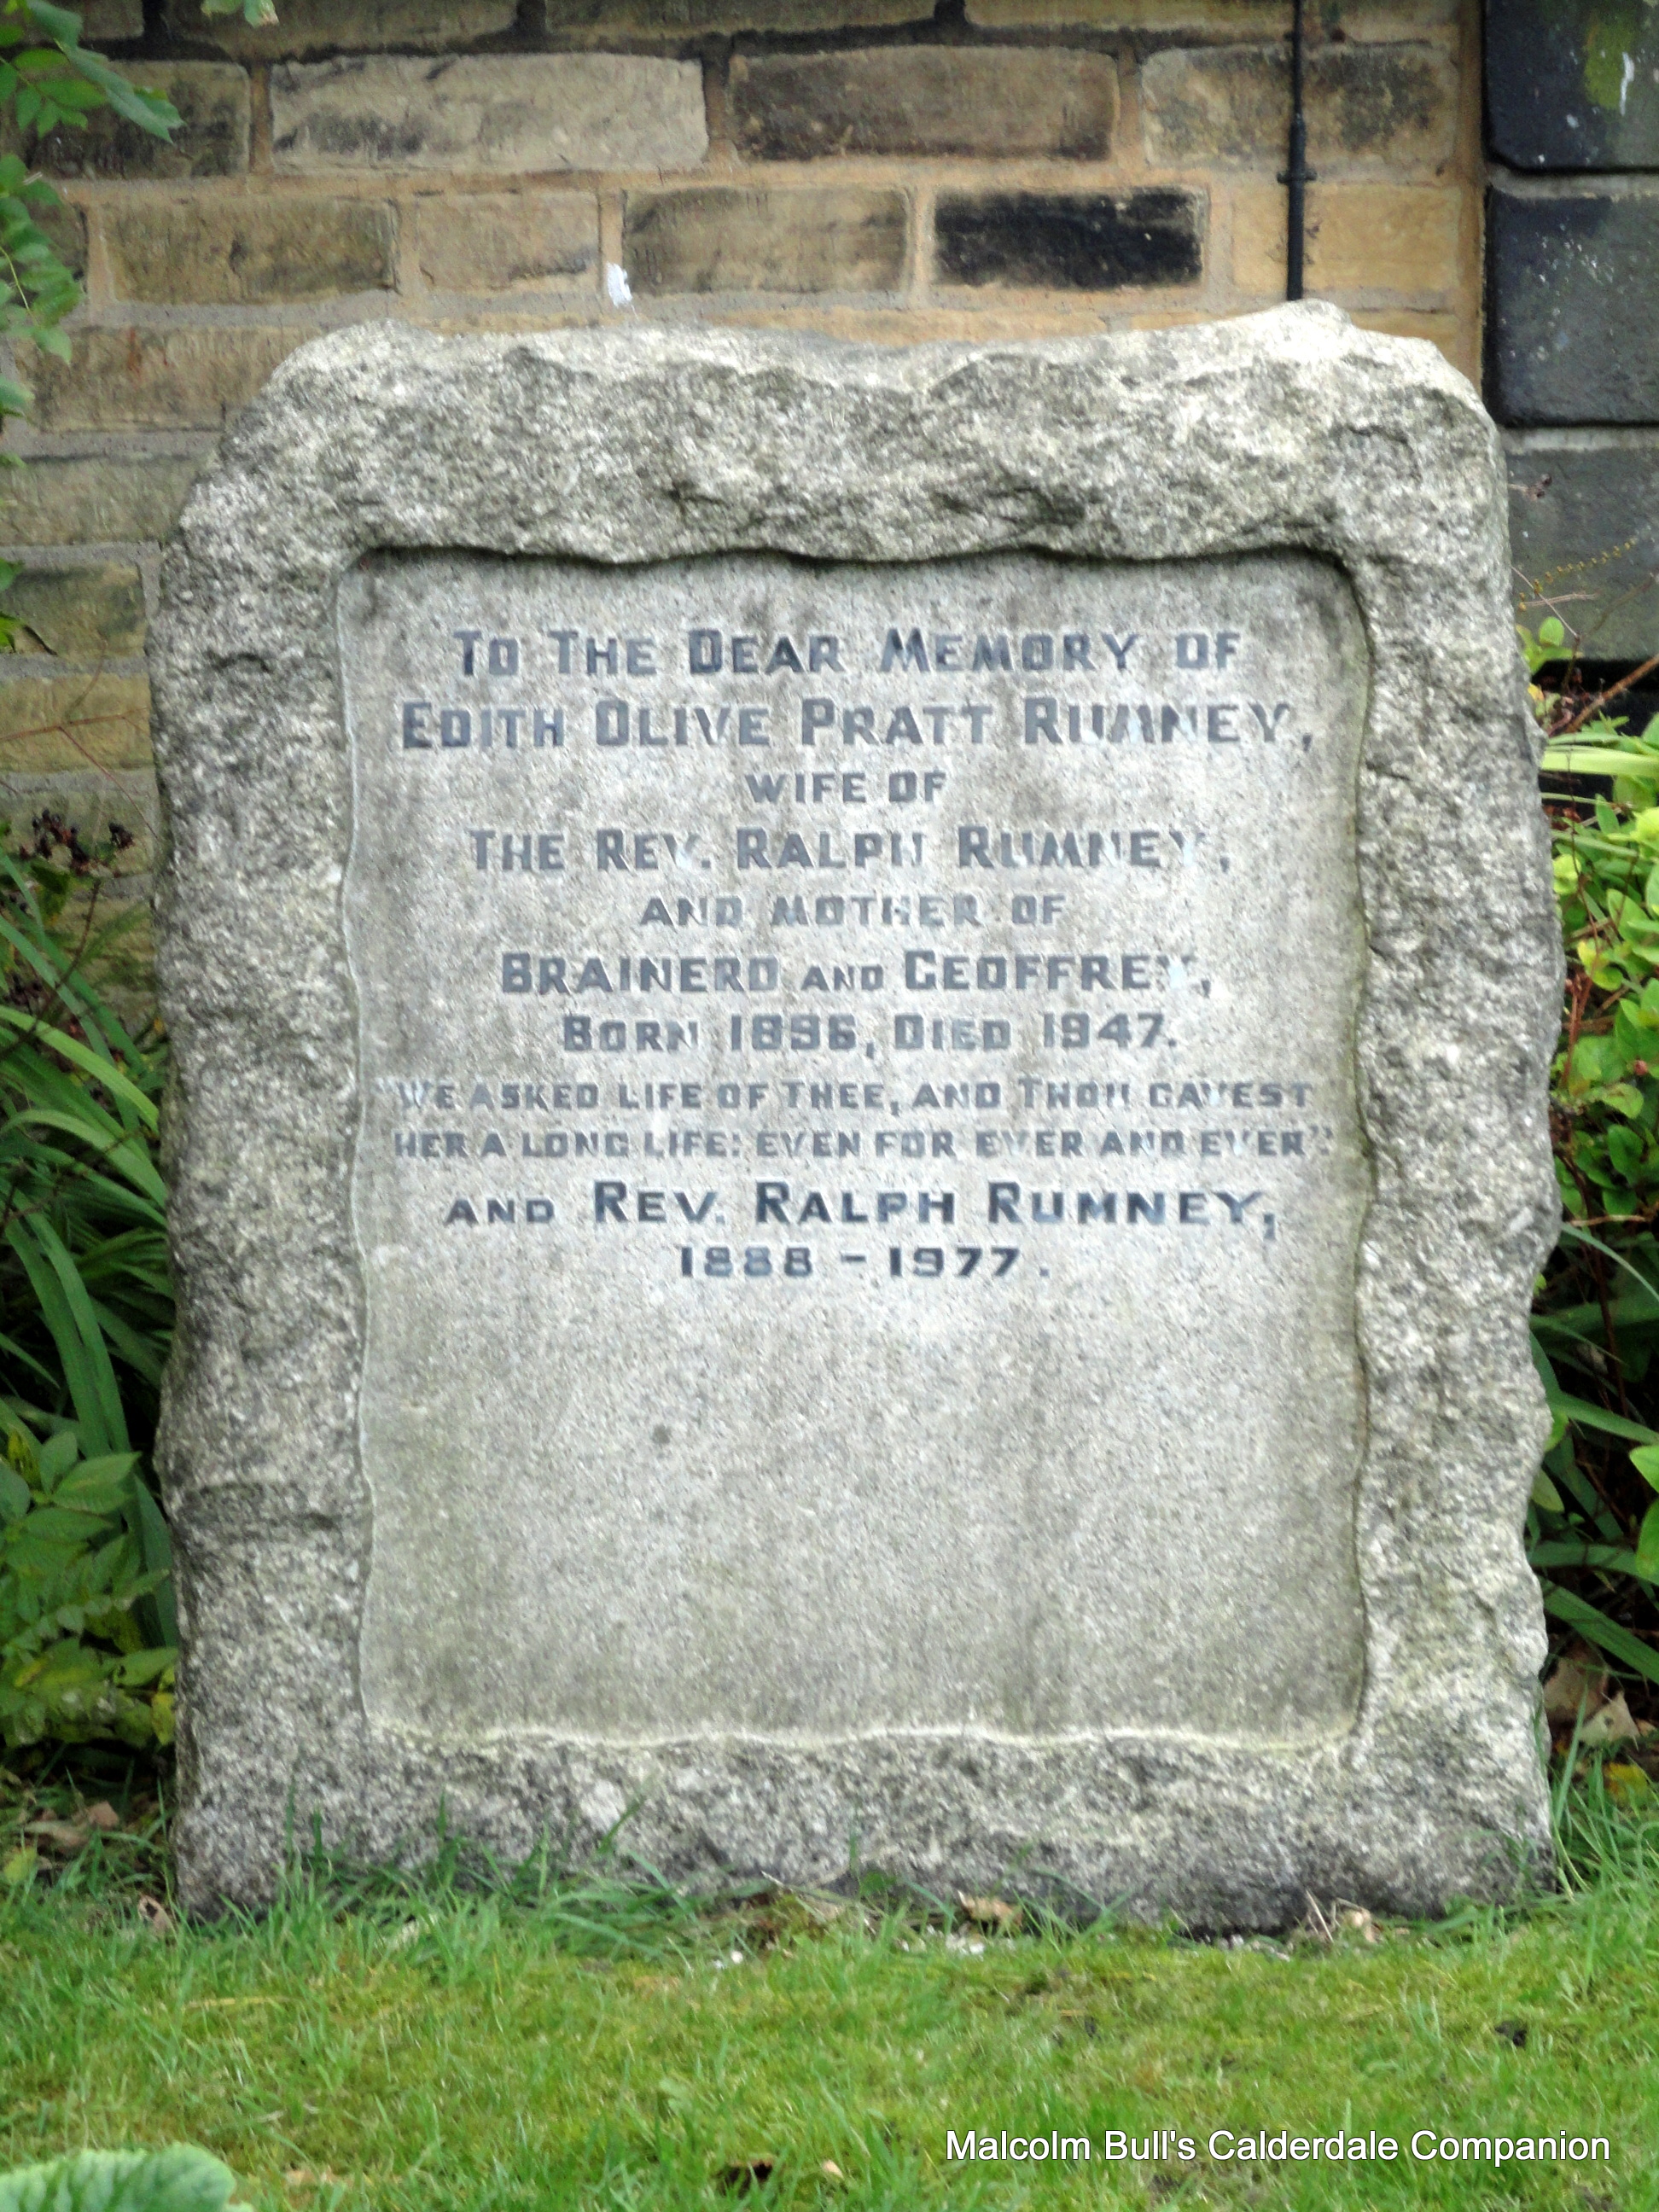 To The Dear Memory of
Edith Olive Pratt Rumney,
wife of
The Rev. Ralph Rumney,
and mother of
Brainerd and Geoffrey,
Born 1896, Died 1947.
"We asked life of Thee, and Thou gavest
her a long life: even for ever and ever".
and Rev. Ralph Rumney,
1888 - 1977.
Malcolm Bull's Calderdale Companion